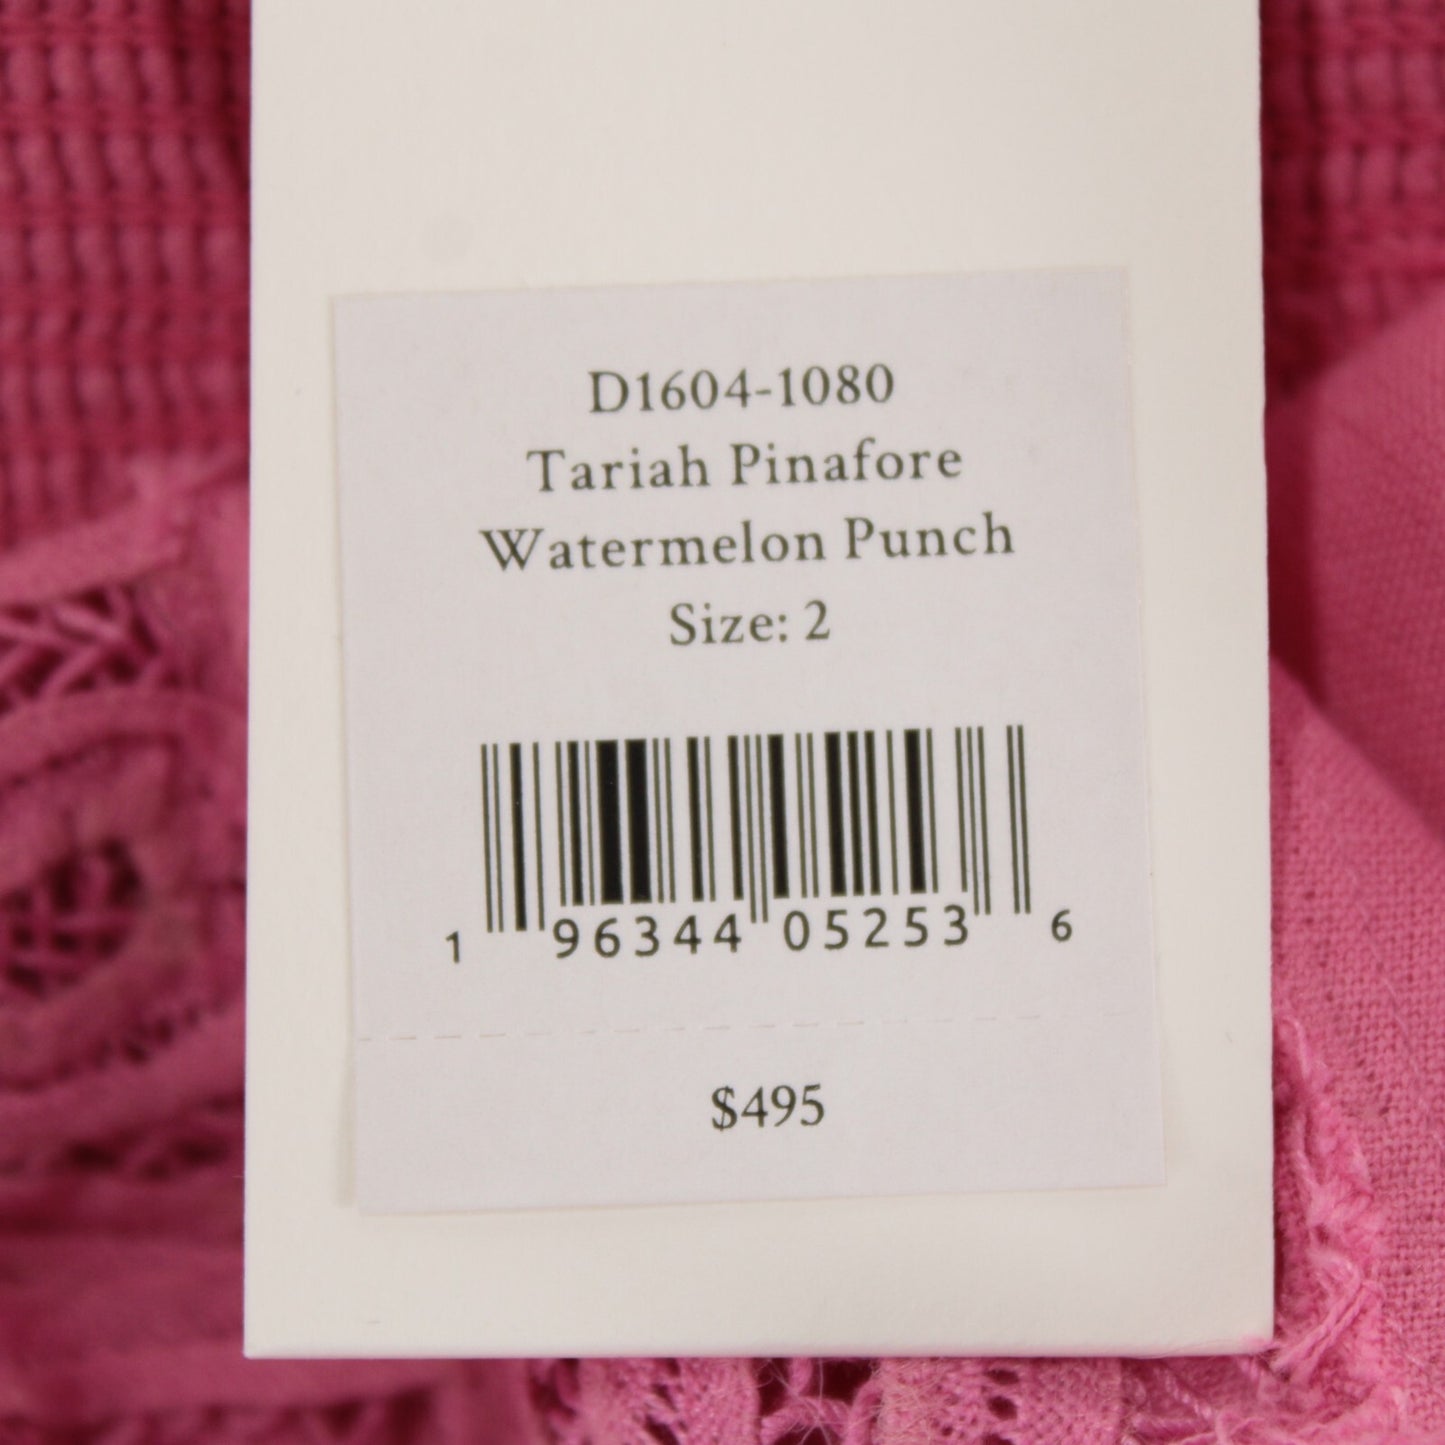 D1604-1080
Tariah Pinafore
Watermelon Punch
Size: 2
1 96344 05253 6
$495